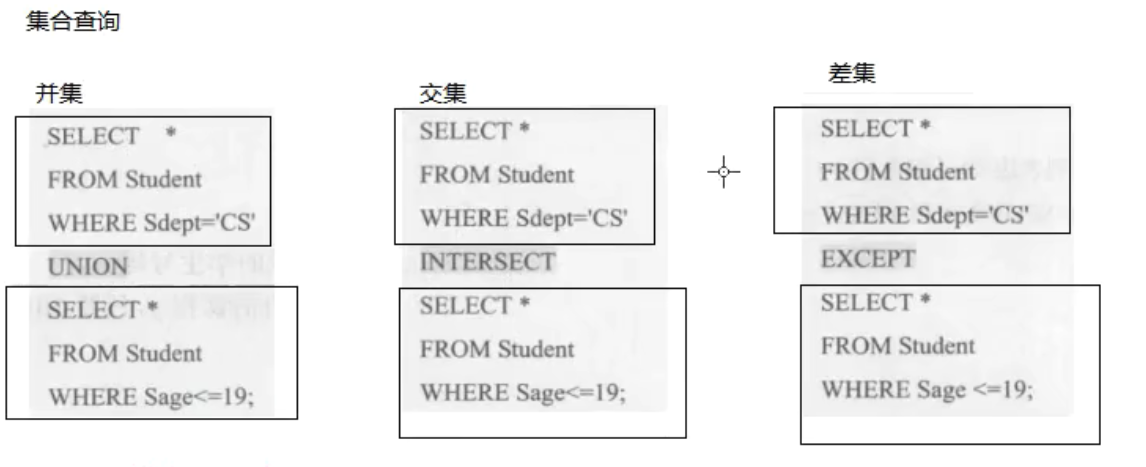 集合查询
并集
SELECT *
FROM Student
WHERE Sdept='CS'
UNION
SELECT *
FROM Student
WHERE Sage<=19;
交集
SELECT *
FROM Student
WHERE Sdept='CS'
INTERSECT
SELECT *
FROM Student
WHERE Sage<=19;
差集
SELECT *
FROM Student
WHERE Sdept='CS'
EXCEPT
SELECT *
FROM Student
WHERE Sage <=19;